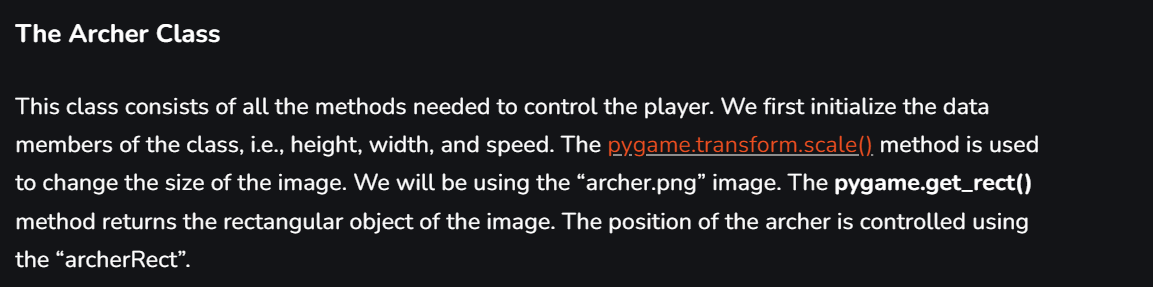 The Archer Class
This class consists of all the methods needed to control the player. We first initialize the data
members of the class, i.e., height, width, and speed. The pygame.transform.scale() method is used
to change the size of the image. We will be using the “archer.png” image. The pygame.get_rect()
method returns the rectangular object of the image. The position of the archer is controlled using
the “archerRect”.